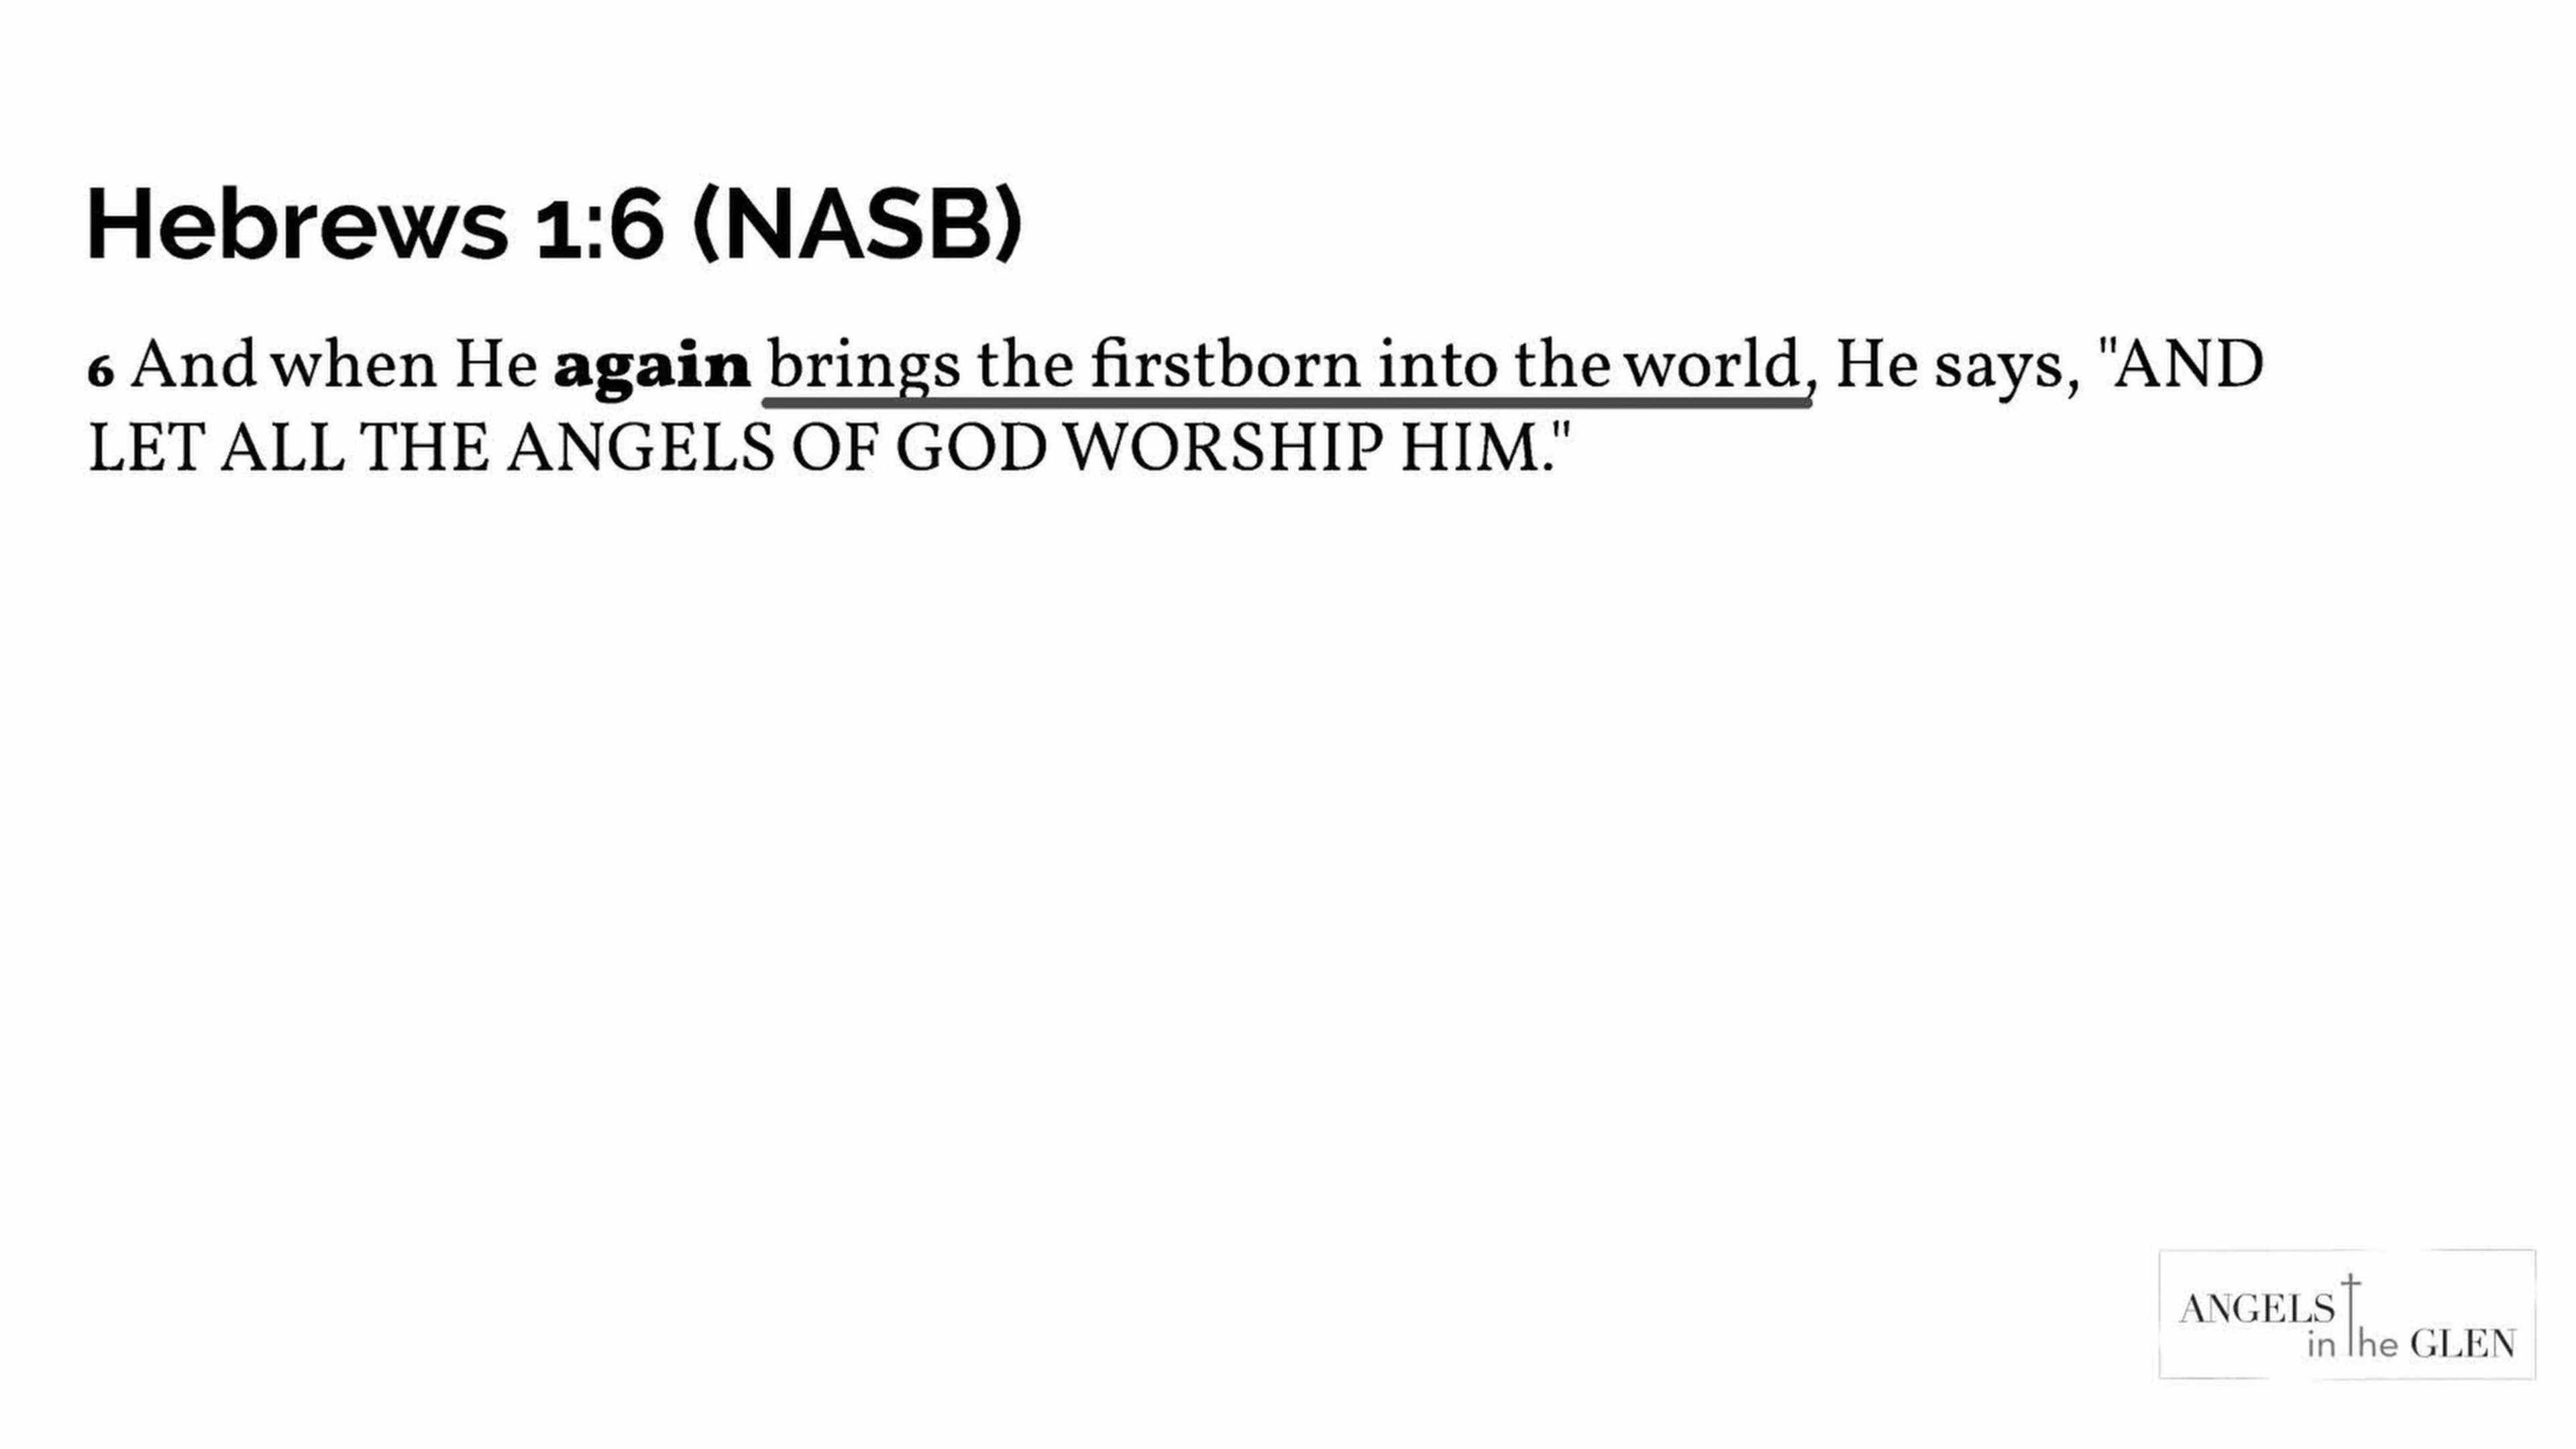 Hebrews 1:6 (NASB)
6 And when He again brings the firstborn into the world, He says, "AND
LET ALL THE ANGELS OF GOD WORSHIP HIM."
ANGELS
in the GLEN